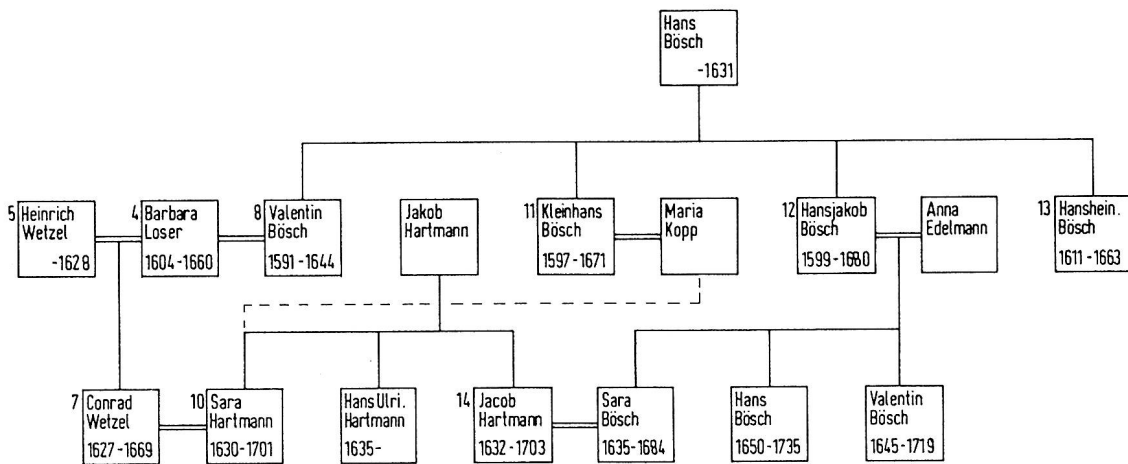 Hans
Bösch
-1631
5 Heinrich
Wetzel
-1628
4 Barbara
Loser
1604-1660
8 Valentin
Bösch
1591-1644
Jakob
Hartmann
11 Kleinhans
Bösch
1597-1671
Maria
Kopp
12 Hansjakob
Bösch
1599-1680
Anna
Edelmann
13 Hanshein.
Bösch
1611-1663
7 Conrad
Wetzel
1627-1669
10 Sara
Hartmann
1630-1701
Hans Ulri.
Hartmann
1635-
14 Jacob
Hartmann
1632-1703
Sara
Bösch
1635-1684
Hans
Bösch
1650-1735
Valentin
Bösch
1645-1719